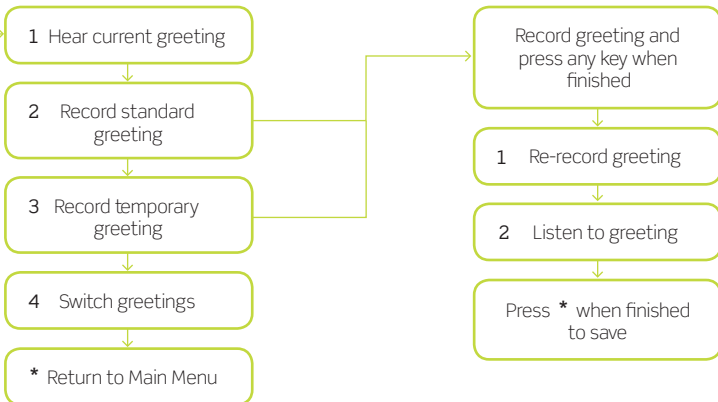 1 Hear current greeting
2 Record standard
greeting
3 Record temporary
greeting
4 Switch greetings
* Return to Main Menu
Record greeting and
press any key when
finished
1 Re-record greeting
2 Listen to greeting
Press * when finished
to save